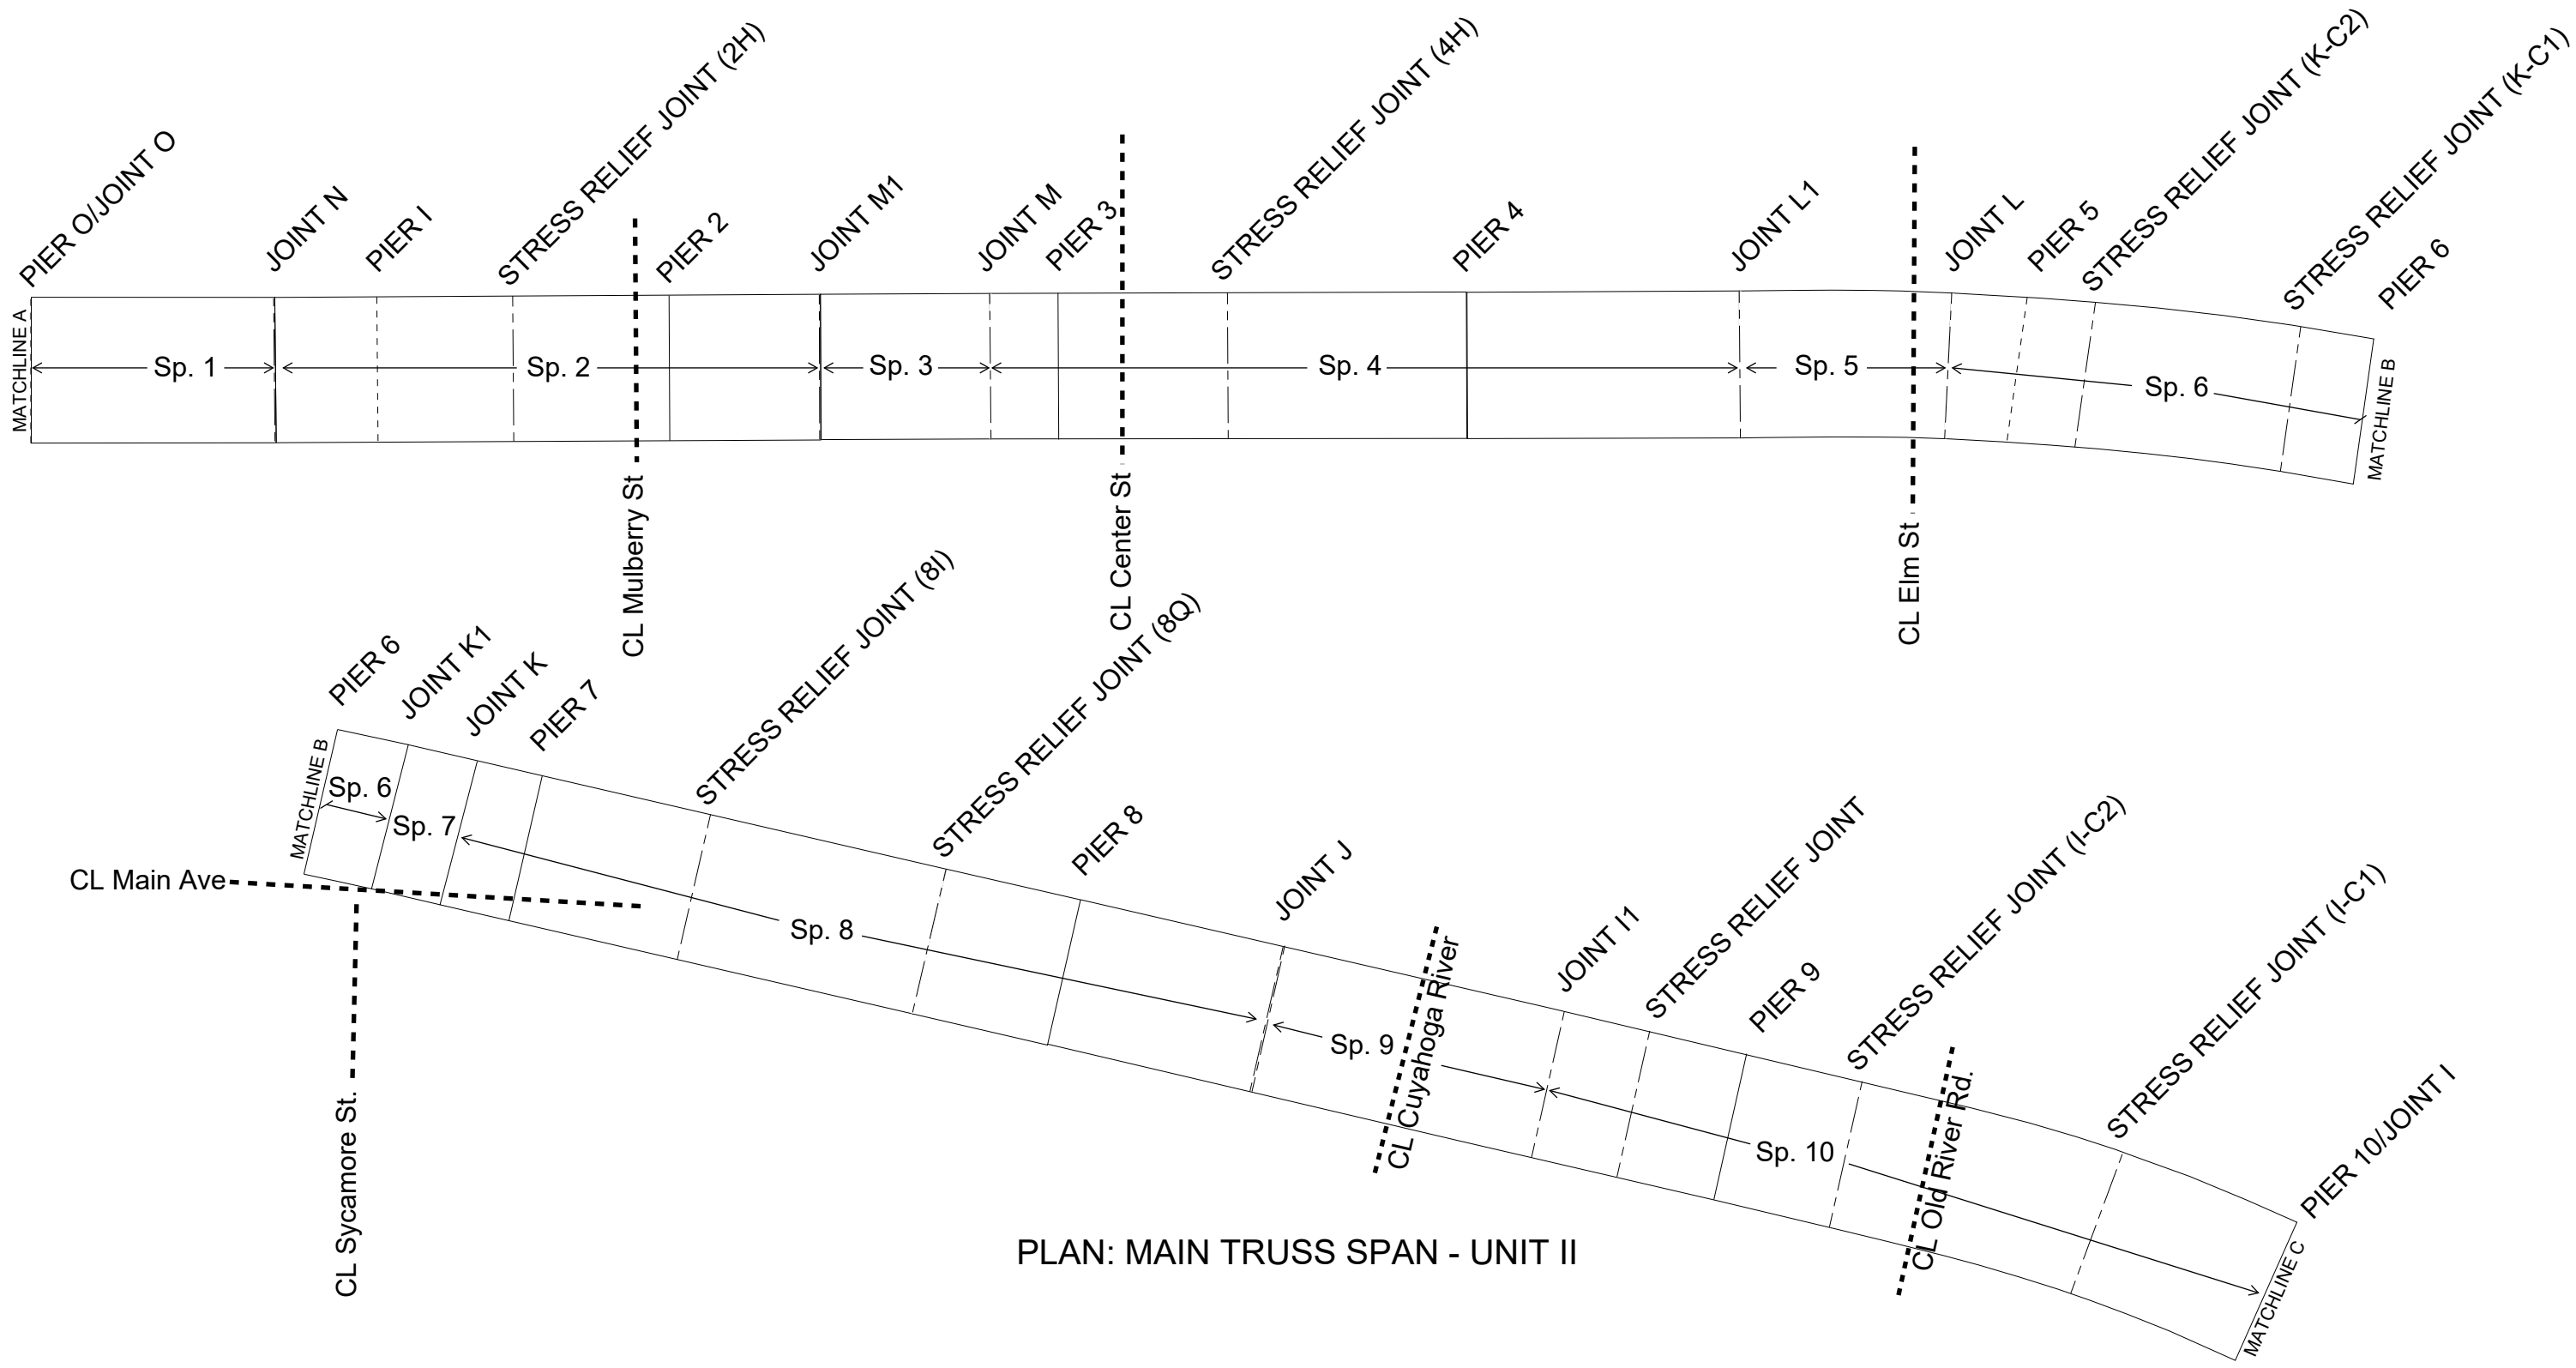 PIER O/JOINT O
JOINT N
PIER I
STRESS RELIEF JOINT (2H)
PIER 2
JOINT M1
JOINT M
PIER 3
STRESS RELIEF JOINT (4H)
PIER 4
JOINT L1
JOINT L
PIER 5
STRESS RELIEF JOINT (K-C2)
STRESS RELIEF JOINT (K-C1)
PIER 6
MATCHLINE A
Sp. 1
Sp. 2
Sp. 3
Sp. 4
Sp. 5
Sp. 6
MATCHLINE B
CL Mulberry St
CL Center St
CL Elm St
PIER 6
JOINT K1
JOINT K
PIER 7
STRESS RELIEF JOINT (8I)
STRESS RELIEF JOINT (8Q)
PIER 8
JOINT J
JOINT I1
STRESS RELIEF JOINT
PIER 9
STRESS RELIEF JOINT (I-C2)
STRESS RELIEF JOINT (I-C1)
PIER 10/JOINT I
MATCHLINE B
Sp. 6
Sp. 7
Sp. 8
Sp. 9
Sp. 10
MATCHLINE C
CL Main Ave
CL Sycamore St.
CL Cuyahoga River
CL Old River Rd.
PLAN: MAIN TRUSS SPAN - UNIT II